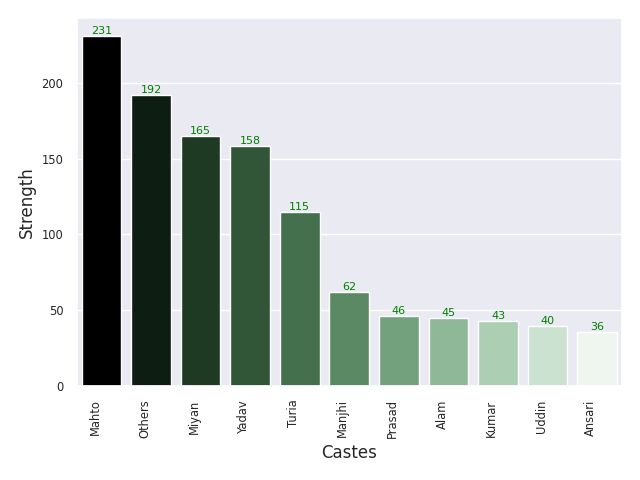 231
192
165
158
115
62
46
45
43
40
36
200
150
100
50
0
Strength
Mahto
Others
Miyan
Yadav
Turia
Manjhi
Prasad
Alam
Kumar
Uddin
Ansari
Castes